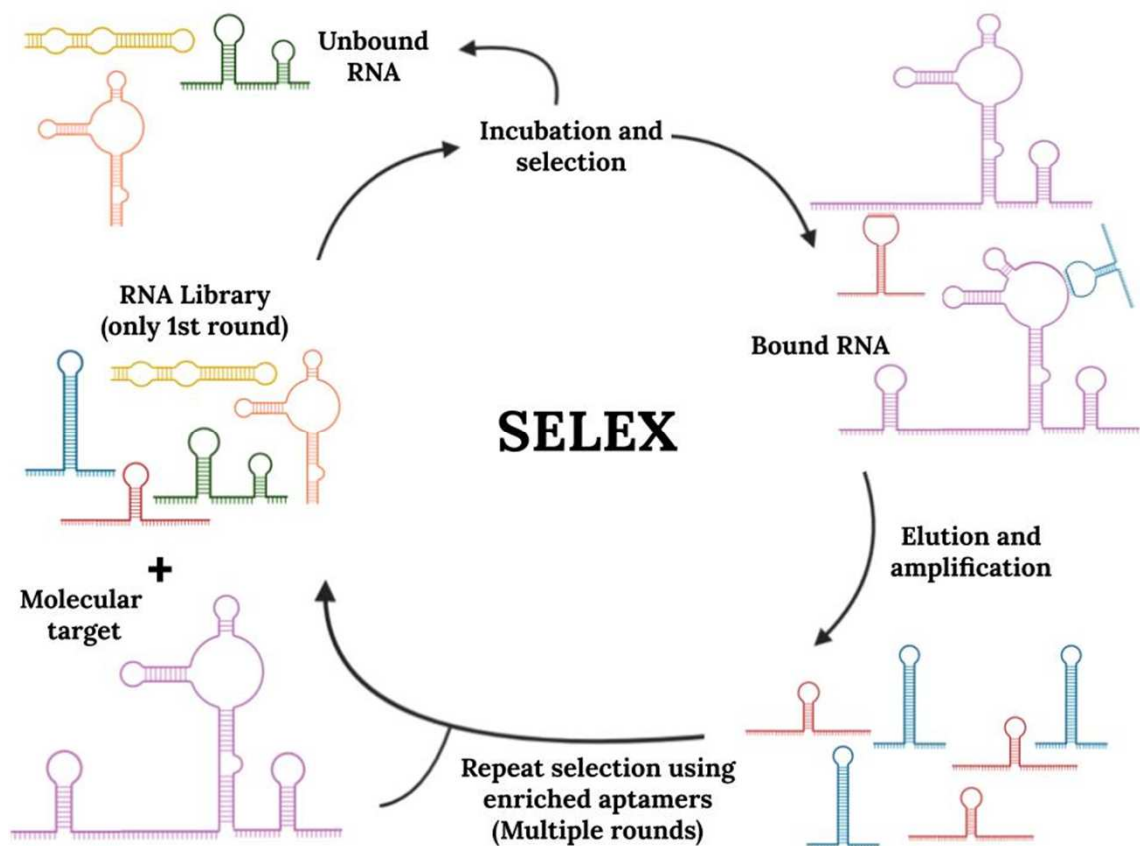 Unbound
RNA
Incubation and
selection
RNA Library
(only 1st round)
Bound RNA
SELEX
Elution and
amplification
+
Molecular
target
Repeat selection using
enriched aptamers
(Multiple rounds)